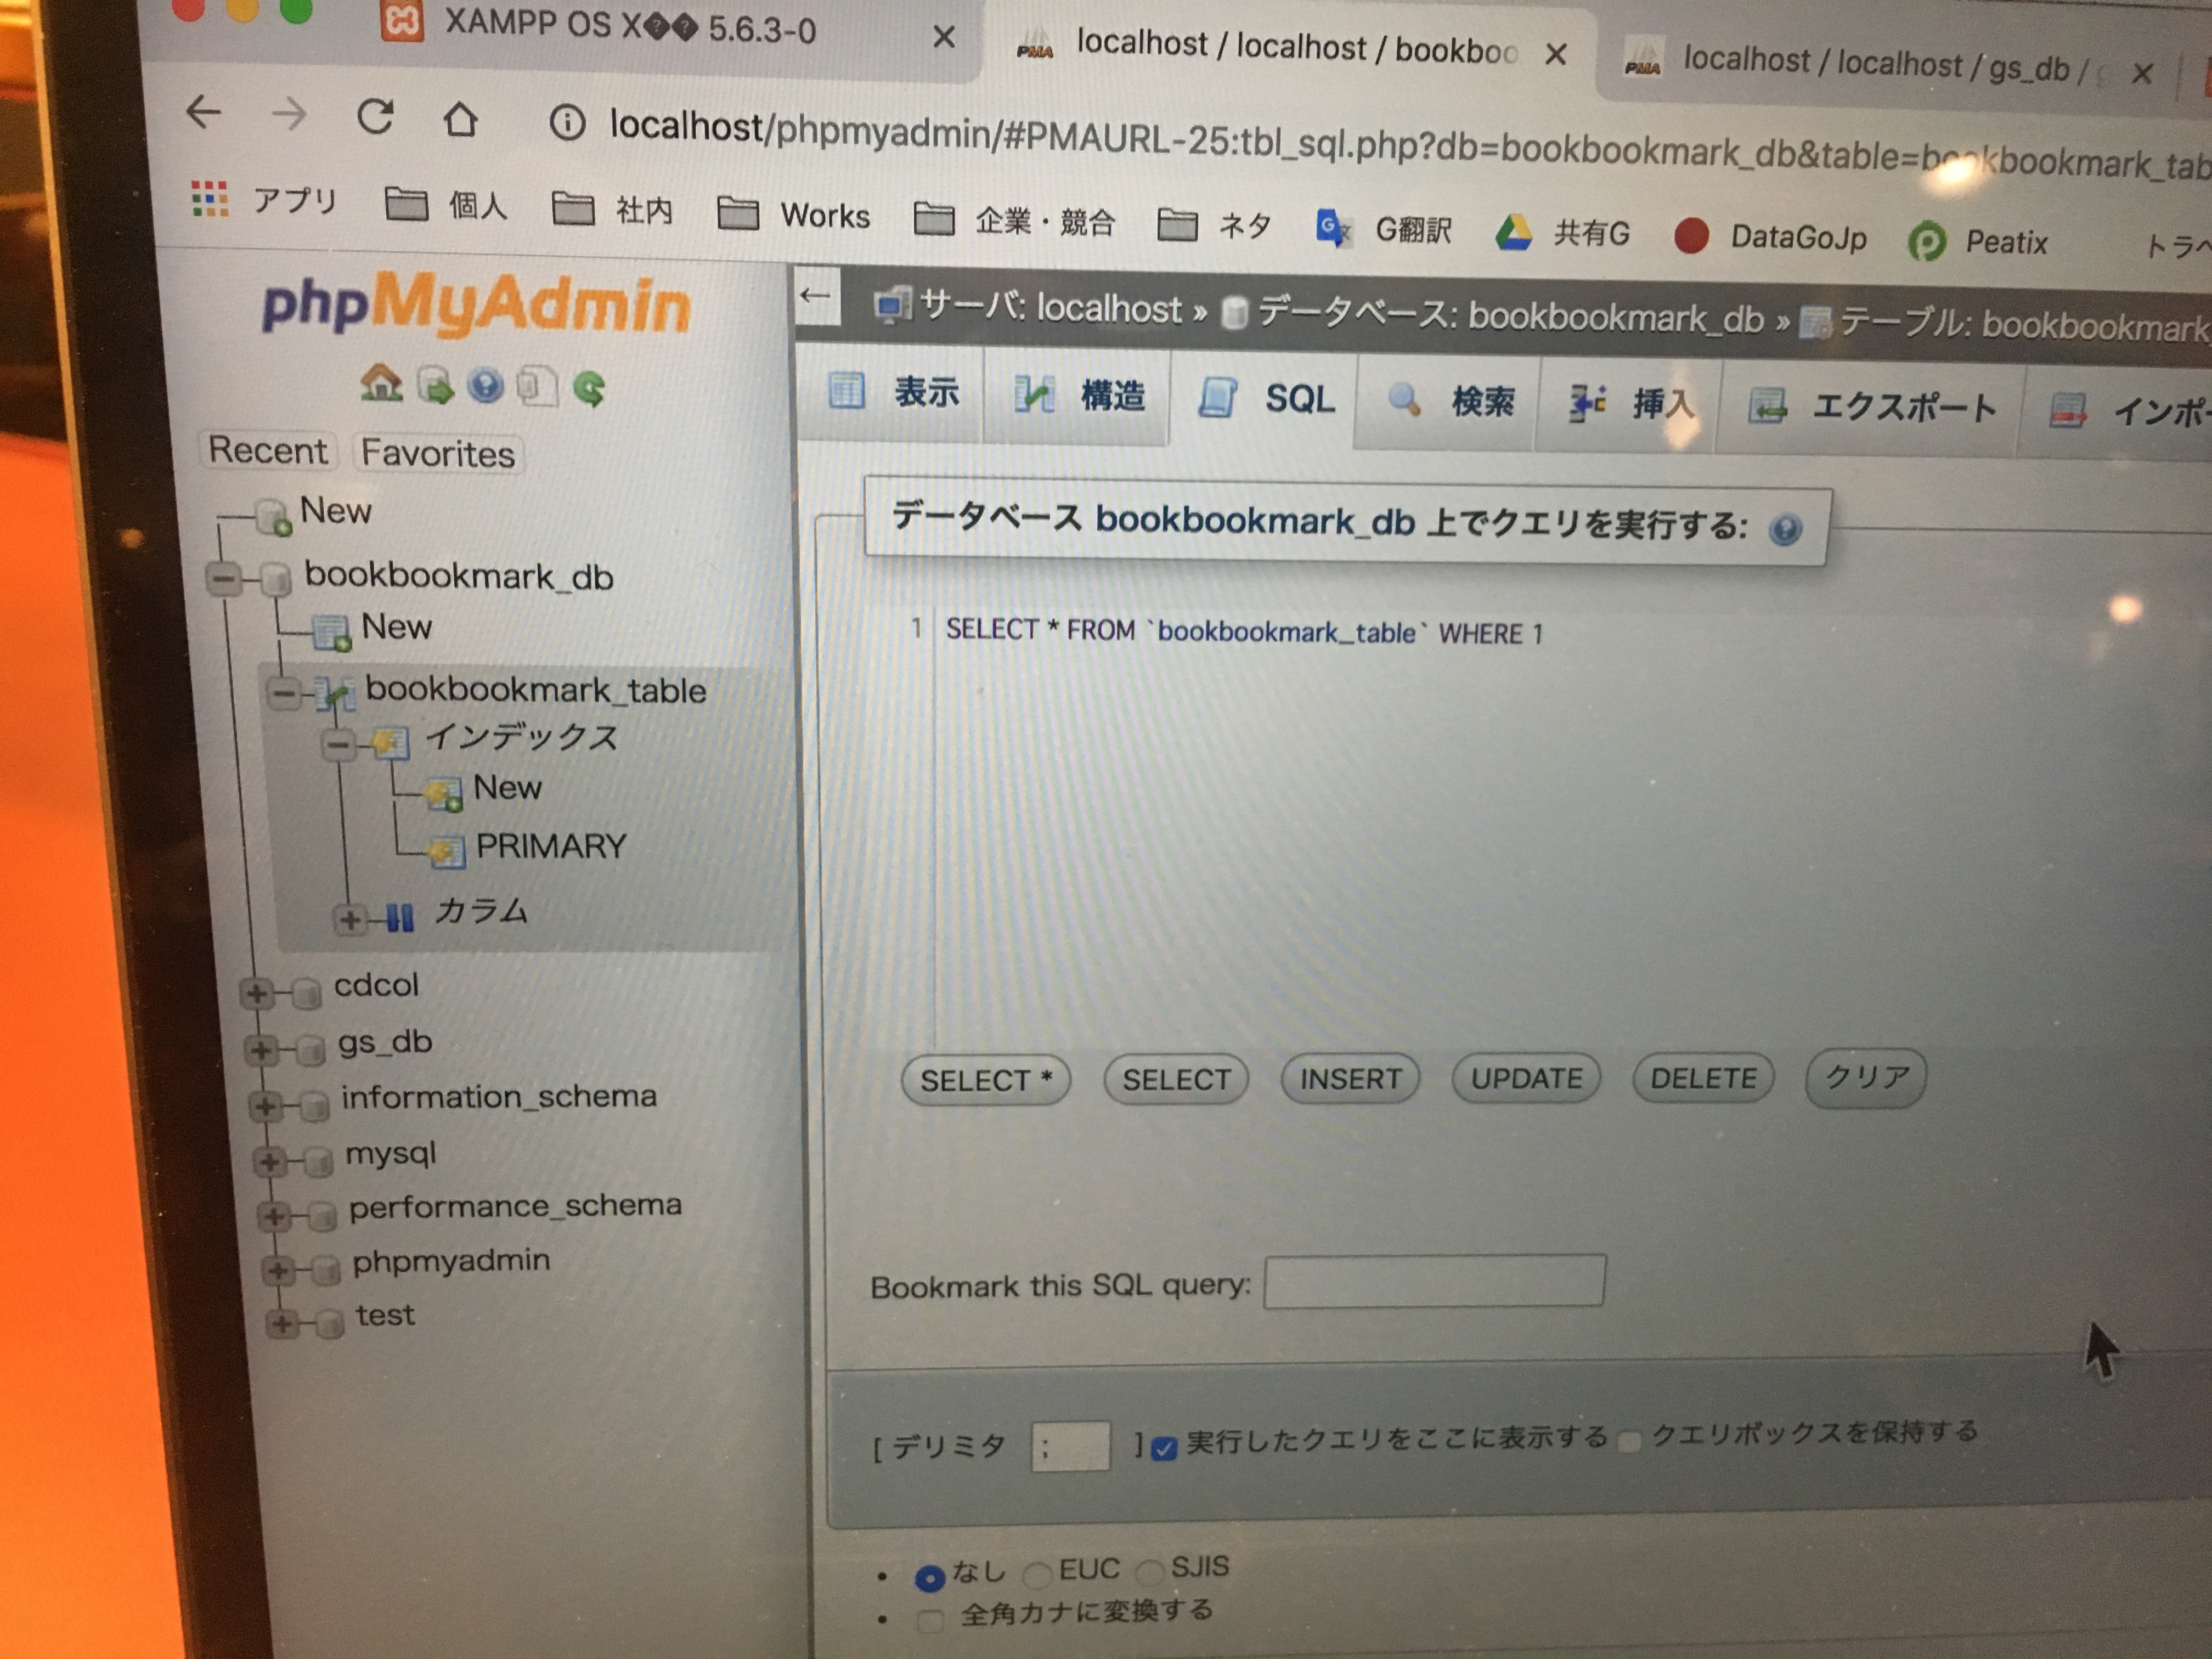 XAMPP OS X�� 5.6.3-0
localhost / localhost / bookboo
localhost / localhost / gs_db /
localhost/phpmyadmin/#PMAURL-25:tbl_sql.php?db=bookbookmark_db&table=bookbookmark_tab
アプリ 個人 社内 Works 企業・競合 ネタ G翻訳 共有G DataGoJp Peatix トラベ
phpMyAdmin
Recent Favorites
New
bookbookmark_db
New
bookbookmark_table
インデックス
New
PRIMARY
カラム
cdcol
gs_db
information_schema
mysql
performance_schema
phpmyadmin
test
サーバ: localhost » データベース: bookbookmark_db » テーブル: bookbookmark
表示 構造 SQL 検索 挿入 エクスポート インポ
データベース bookbookmark_db 上でクエリを実行する:
1 SELECT * FROM `bookbookmark_table` WHERE 1
SELECT * SELECT INSERT UPDATE DELETE クリア
Bookmark this SQL query:
[ デリミタ ; ] 実行したクエリをここに表示する クエリボックスを保持する
なし EUC SJIS
全角カナに変換する